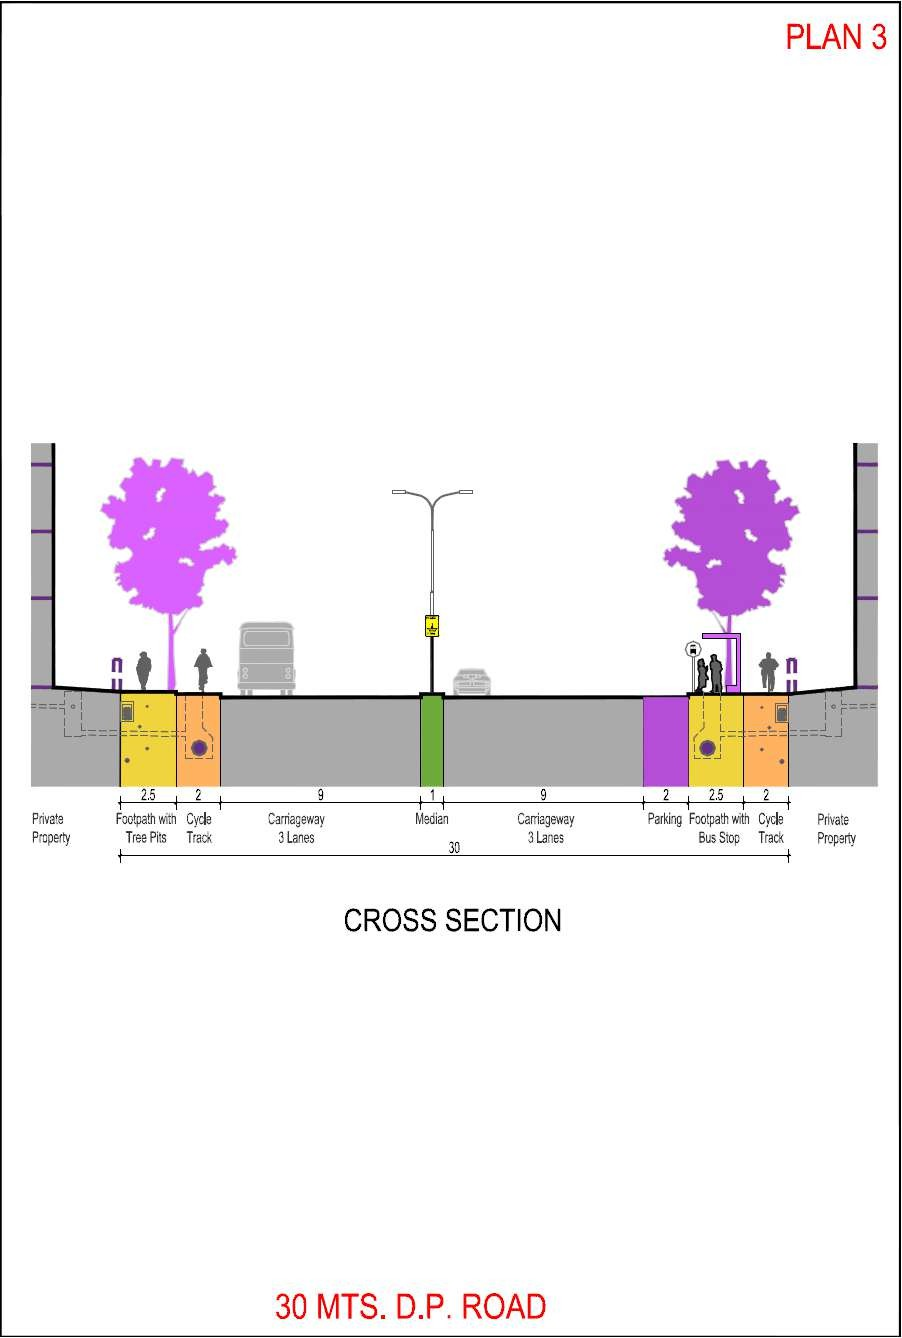 PLAN 3
2.5 2 9 1 9 2 2.5 2
Private Footpath with Cycle Carriageway Median Carriageway Parking Footpath with Cycle Private
Property Tree Pits Track 3 Lanes 3 Lanes Bus Stop Track Property
30
CROSS SECTION
30 MTS. D.P. ROAD